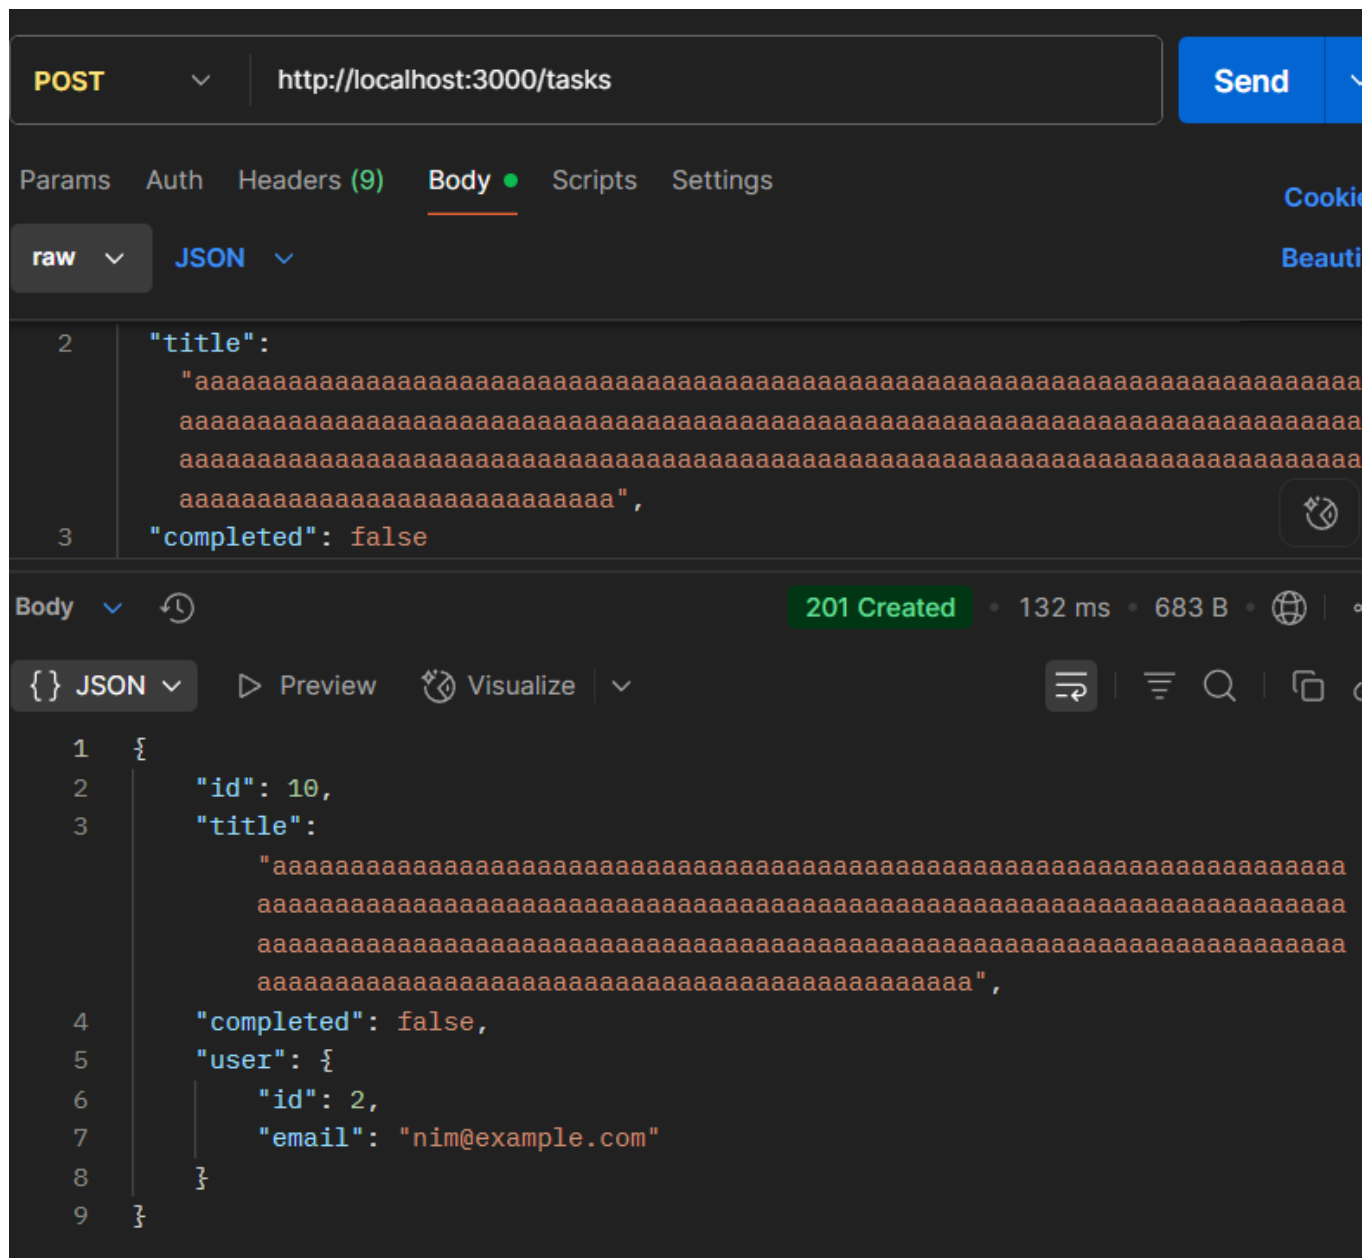 POST
http://localhost:3000/tasks
Send
Params Auth Headers (9) Body Scripts Settings
Cookie
raw JSON
Beauti
2 "title":
"aaaaaaaaaaaaaaaaaaaaaaaaaaaaaaaaaaaaaaaaaaaaaaaaaaaaaaaaaaaaaaaaaaaaaaaaaaa
aaaaaaaaaaaaaaaaaaaaaaaaaaaaaaaaaaaaaaaaaaaaaaaaaaaaaaaaaaaaaaaaaaaaaaaaaaaa
aaaaaaaaaaaaaaaaaaaaaaaaaaaaaaaaaaaaaaaaaaaaaaaaaaaaaaaaaaaaaaaaaaaaaaaaaaaa
aaaaaaaaaaaaaaaaaaaaaaaaaaaa",
3 "completed": false
Body 201 Created • 132 ms • 683 B •
{} JSON Preview Visualize
1 {
2 "id": 10,
3 "title":
"aaaaaaaaaaaaaaaaaaaaaaaaaaaaaaaaaaaaaaaaaaaaaaaaaaaaaaaaaaaaaaaaaaaaa
aaaaaaaaaaaaaaaaaaaaaaaaaaaaaaaaaaaaaaaaaaaaaaaaaaaaaaaaaaaaaaaaaaaaaa
aaaaaaaaaaaaaaaaaaaaaaaaaaaaaaaaaaaaaaaaaaaaaaaaaaaaaaaaaaaaaaaaaaaaaa
aaaaaaaaaaaaaaaaaaaaaaaaaaaaaaaaaaaaaaaaaaaaaa",
4 "completed": false,
5 "user": {
6 "id": 2,
7 "email": "nim@example.com"
8 }
9 }